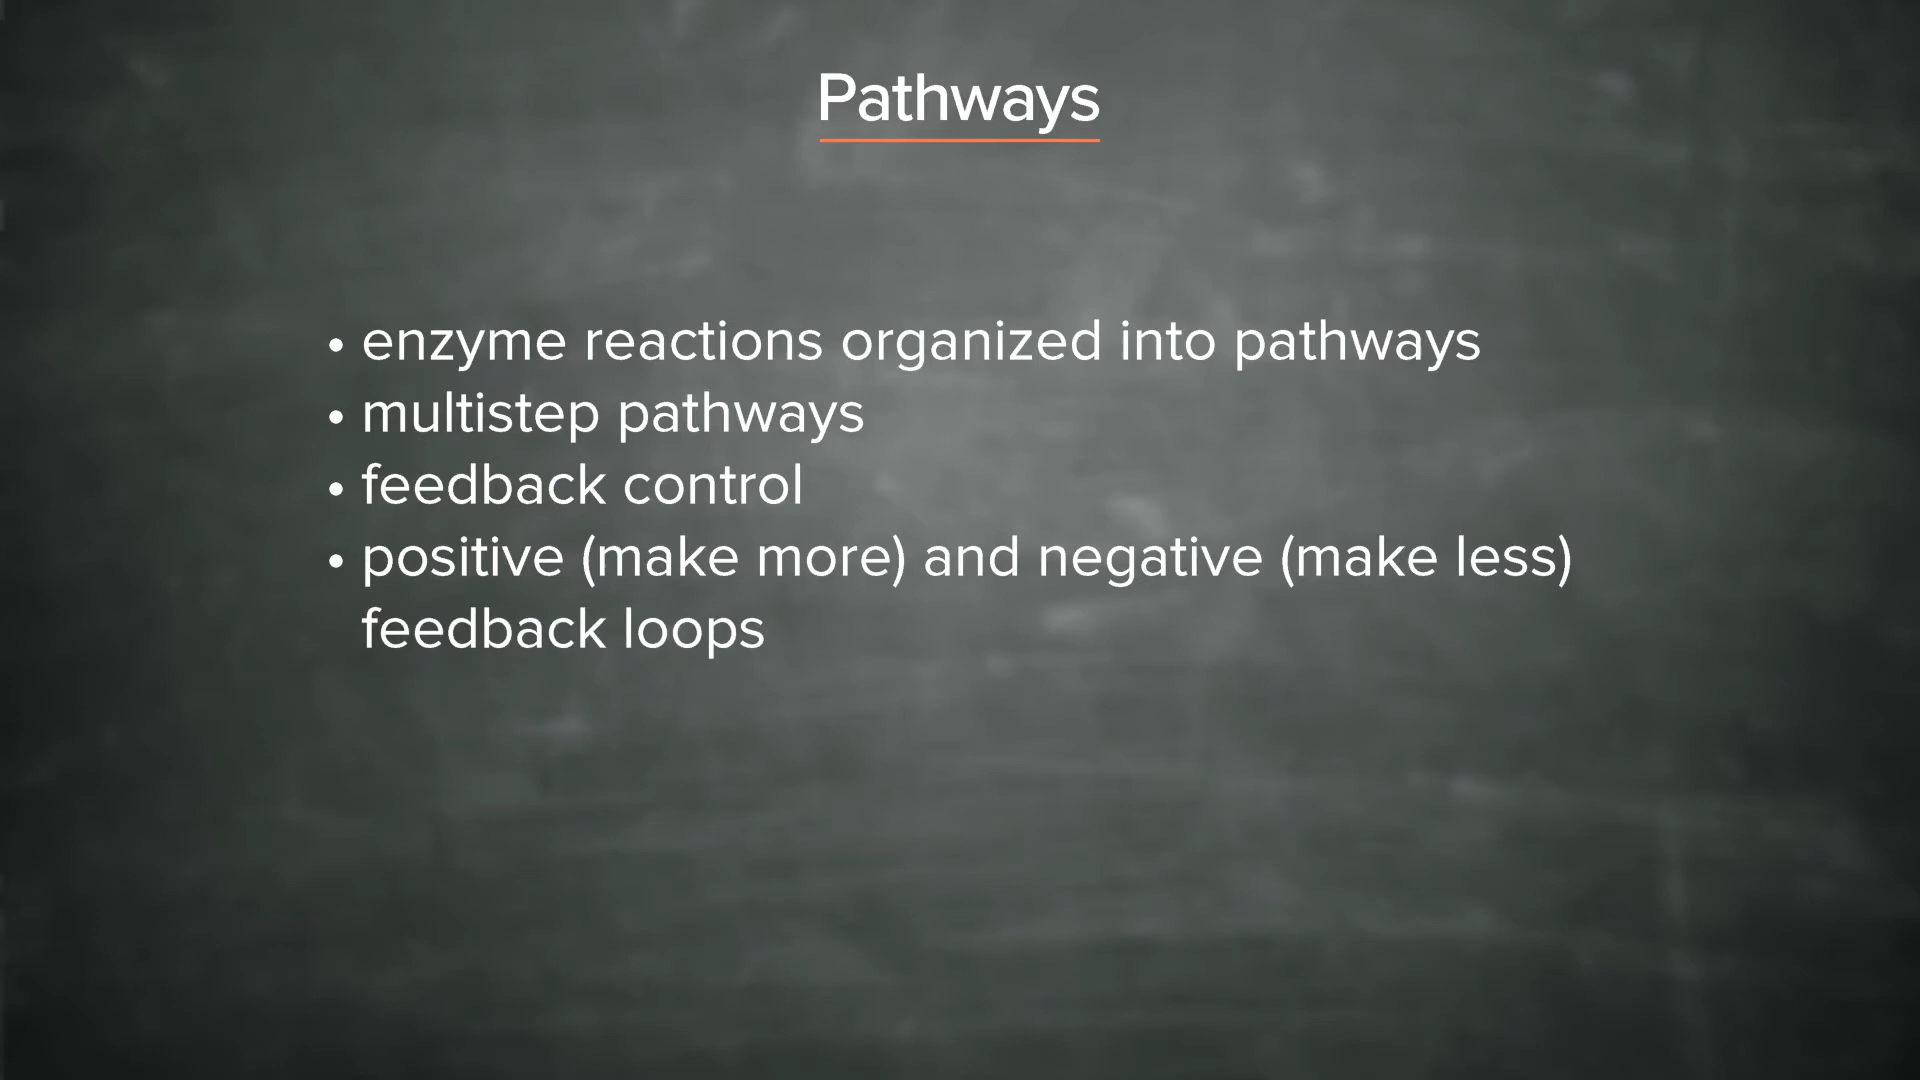 Pathways
• enzyme reactions organized into pathways
• multistep pathways
• feedback control
• positive (make more) and negative (make less)
feedback loops